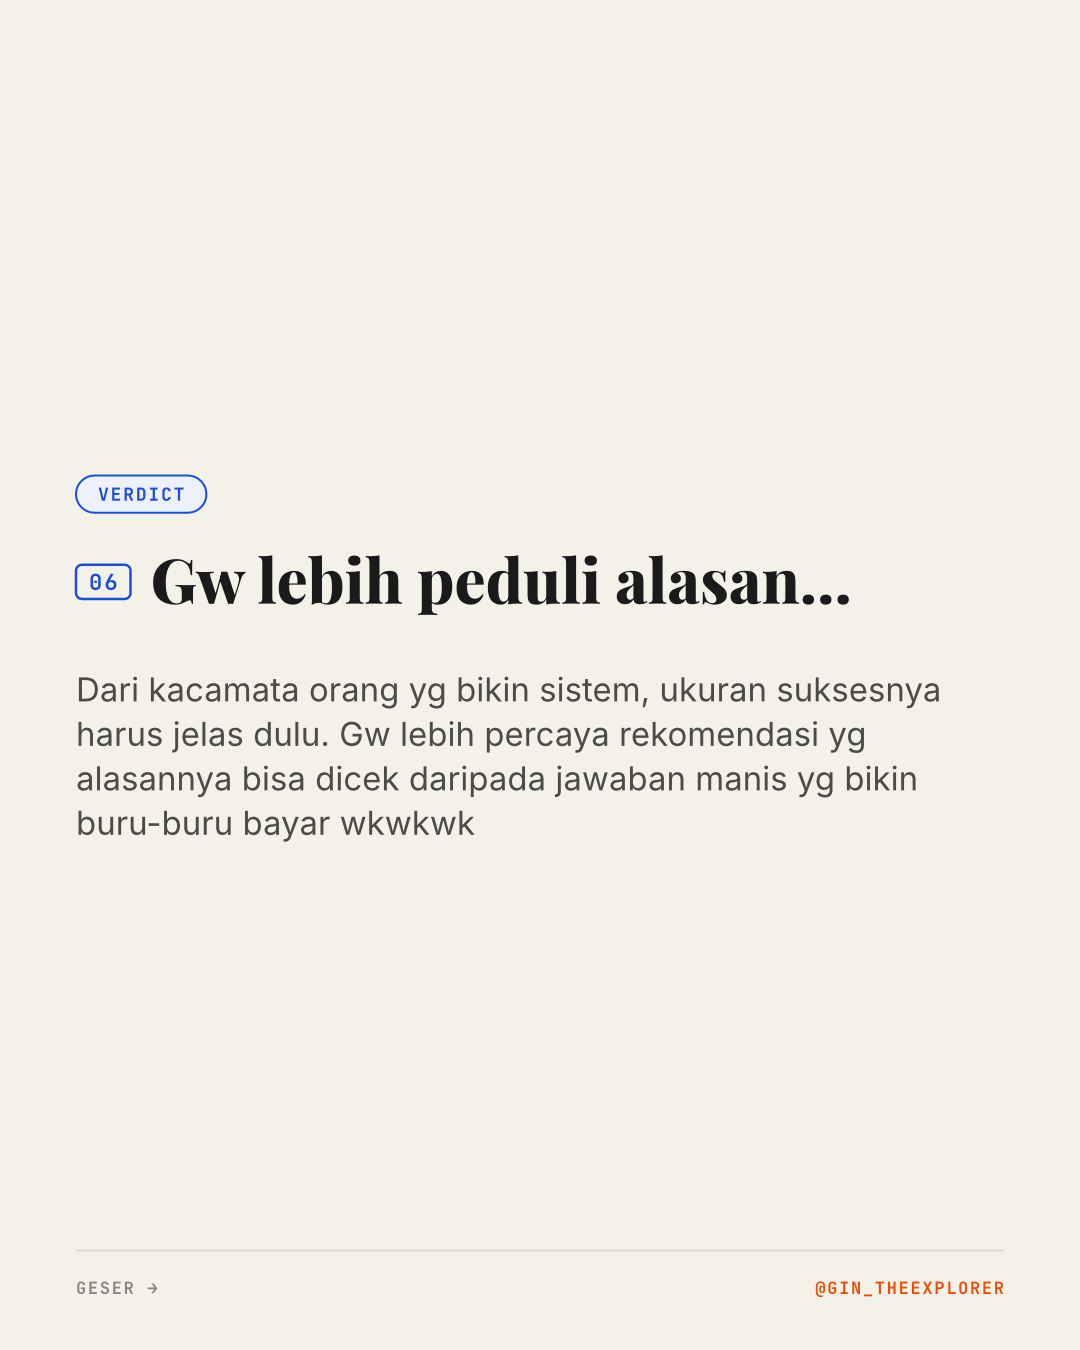 VERDICT
06 Gw lebih peduli alasan...
Dari kacamata orang yg bikin sistem, ukuran suksesnya
harus jelas dulu. Gw lebih percaya rekomendasi yg
alasannya bisa dicek daripada jawaban manis yg bikin
buru-buru bayar wkwkwk
GESER →
@GIN_THEEXPLORER